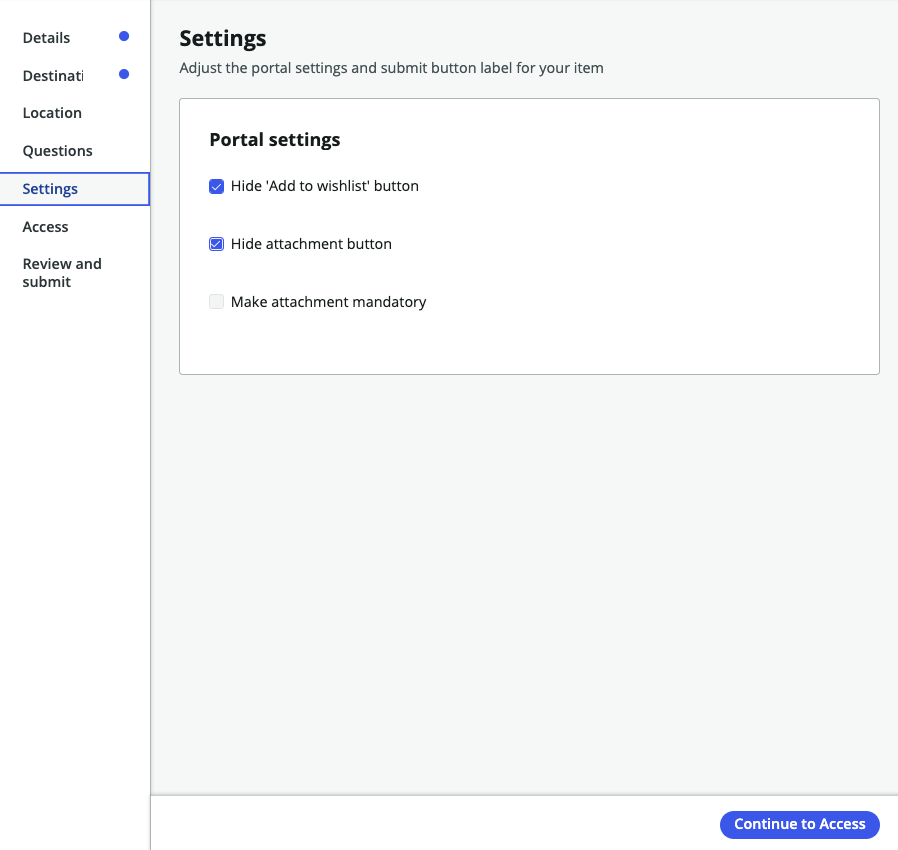 Details
Destinati
Location
Questions
Settings
Access
Review and
submit
Settings
Adjust the portal settings and submit button label for your item
Portal settings
Hide 'Add to wishlist' button
Hide attachment button
Make attachment mandatory
Continue to Access